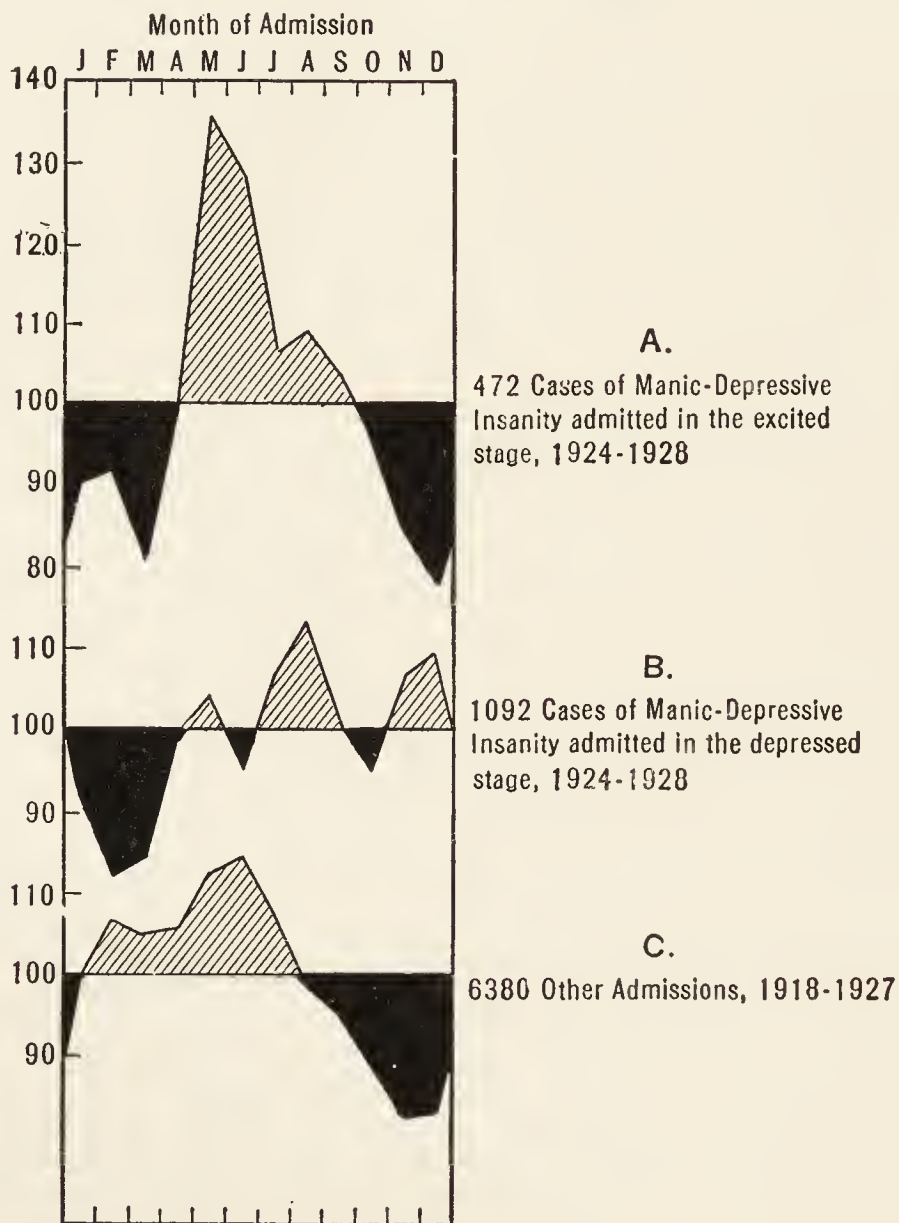 Month of Admission
J F M A M J J A S O N D
140
130
120
110
100
90
80
110
100
90
110
100
90
A.
472 Cases of Manic-Depressive
Insanity admitted in the excited
stage, 1924-1928
B.
1092 Cases of Manic-Depressive
Insanity admitted in the depressed
stage, 1924-1928
C.
6380 Other Admissions, 1918-1927